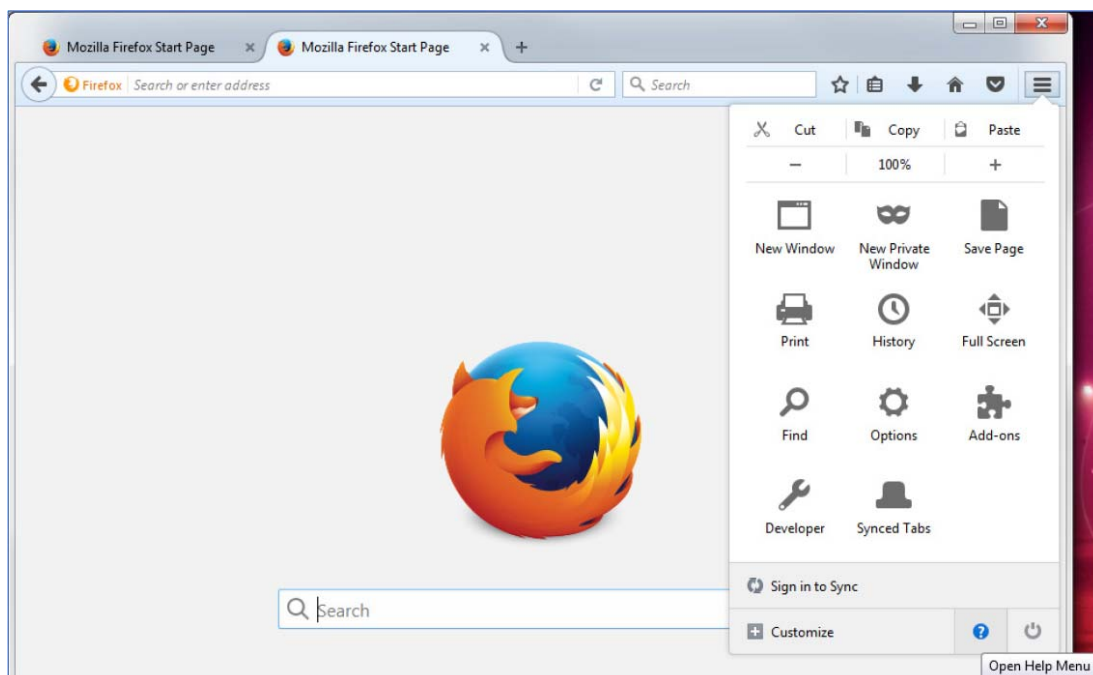 Mozilla Firefox Start Page
Mozilla Firefox Start Page
Firefox Search or enter address
Search
Cut Copy Paste
100%
New Window New Private Window Save Page
Print History Full Screen
Find Options Add-ons
Developer Synced Tabs
Search
Sign in to Sync
Customize
Open Help Menu